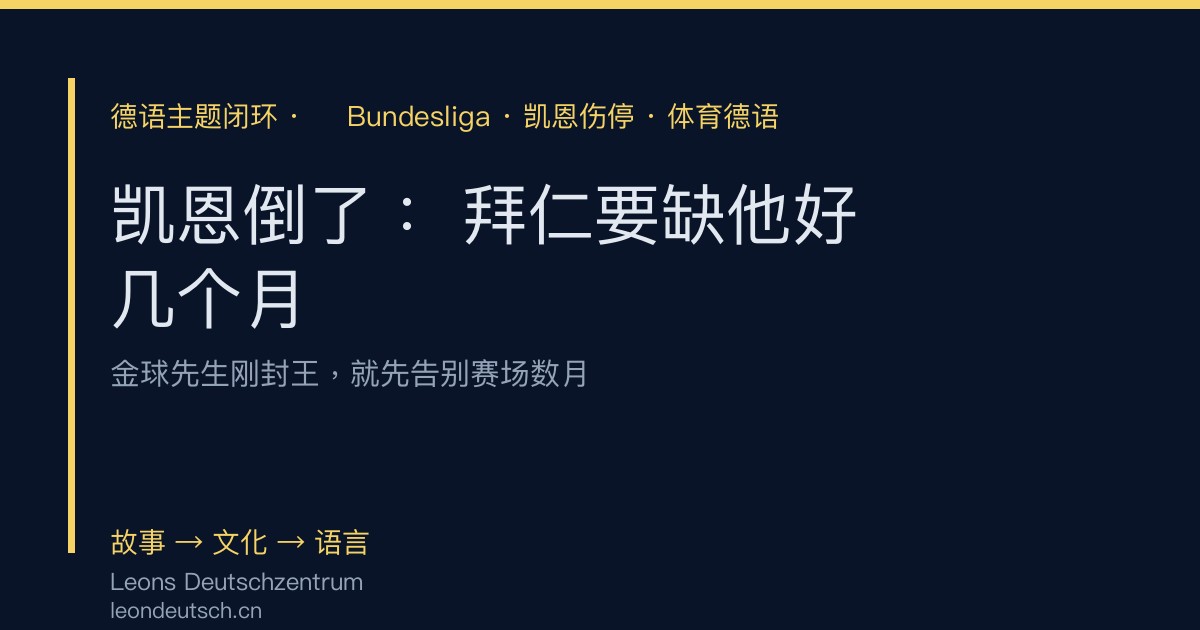 德语主题闭环 · Bundesliga · 凯恩伤停 · 体育德语
凯恩倒了： 拜仁要缺他好
几个月
金球先生刚封王，就先告别赛场数月
故事 → 文化 → 语言
Leons Deutschzentrum
leondeutsch.cn